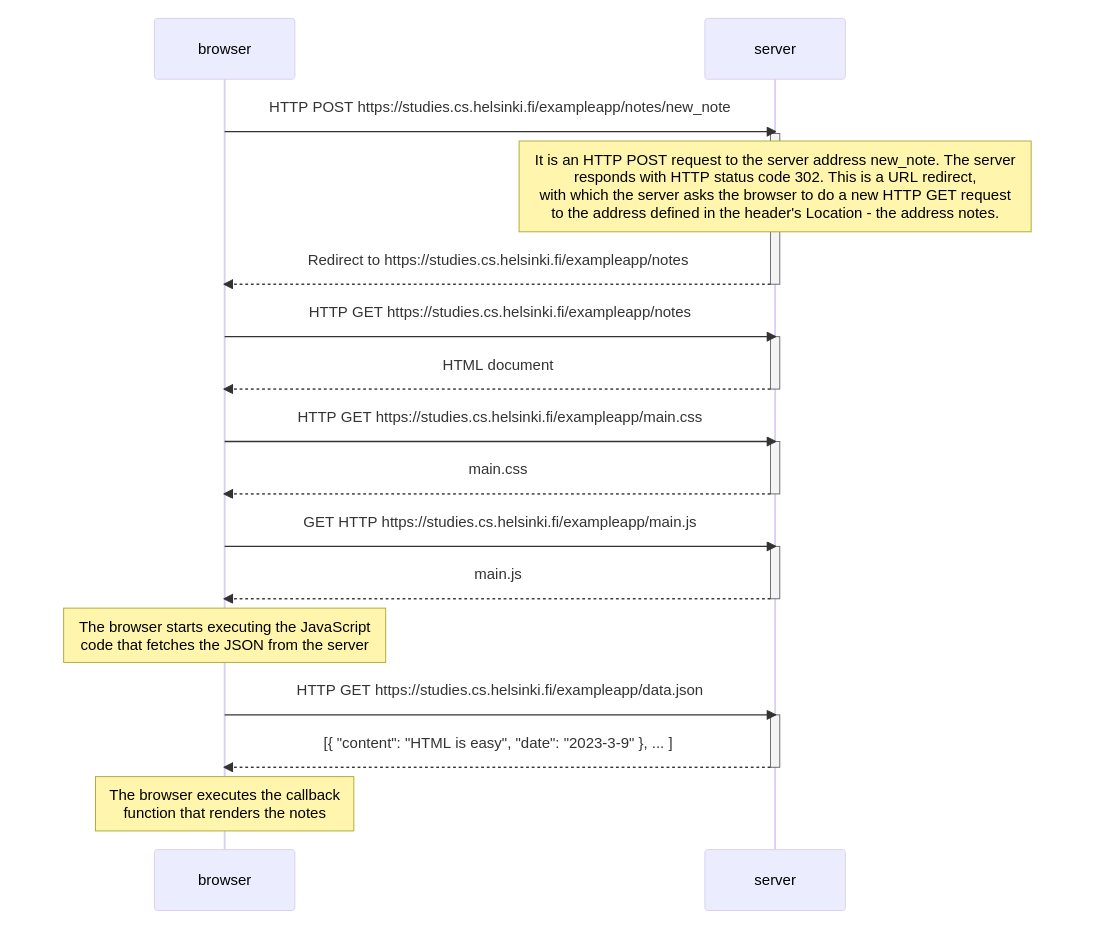 browser
server
HTTP POST https://studies.cs.helsinki.fi/exampleapp/notes/new_note
It is an HTTP POST request to the server address new_note. The server
responds with HTTP status code 302. This is a URL redirect,
with which the server asks the browser to do a new HTTP GET request
to the address defined in the header's Location - the address notes.
Redirect to https://studies.cs.helsinki.fi/exampleapp/notes
HTTP GET https://studies.cs.helsinki.fi/exampleapp/notes
HTML document
HTTP GET https://studies.cs.helsinki.fi/exampleapp/main.css
main.css
GET HTTP https://studies.cs.helsinki.fi/exampleapp/main.js
main.js
The browser starts executing the JavaScript
code that fetches the JSON from the server
HTTP GET https://studies.cs.helsinki.fi/exampleapp/data.json
[{ "content": "HTML is easy", "date": "2023-3-9" }, ... ]
The browser executes the callback
function that renders the notes
browser
server